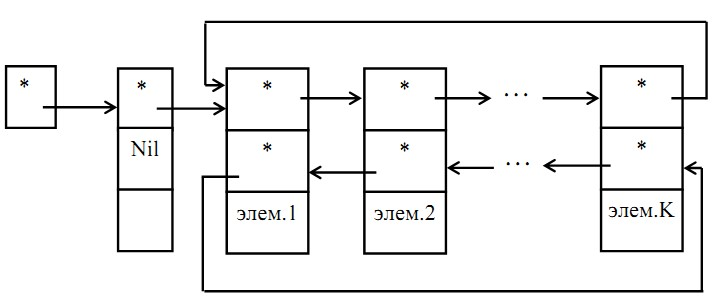 * * * * ... *
Nil * * ... *
элем.1 элем.2 элем.K